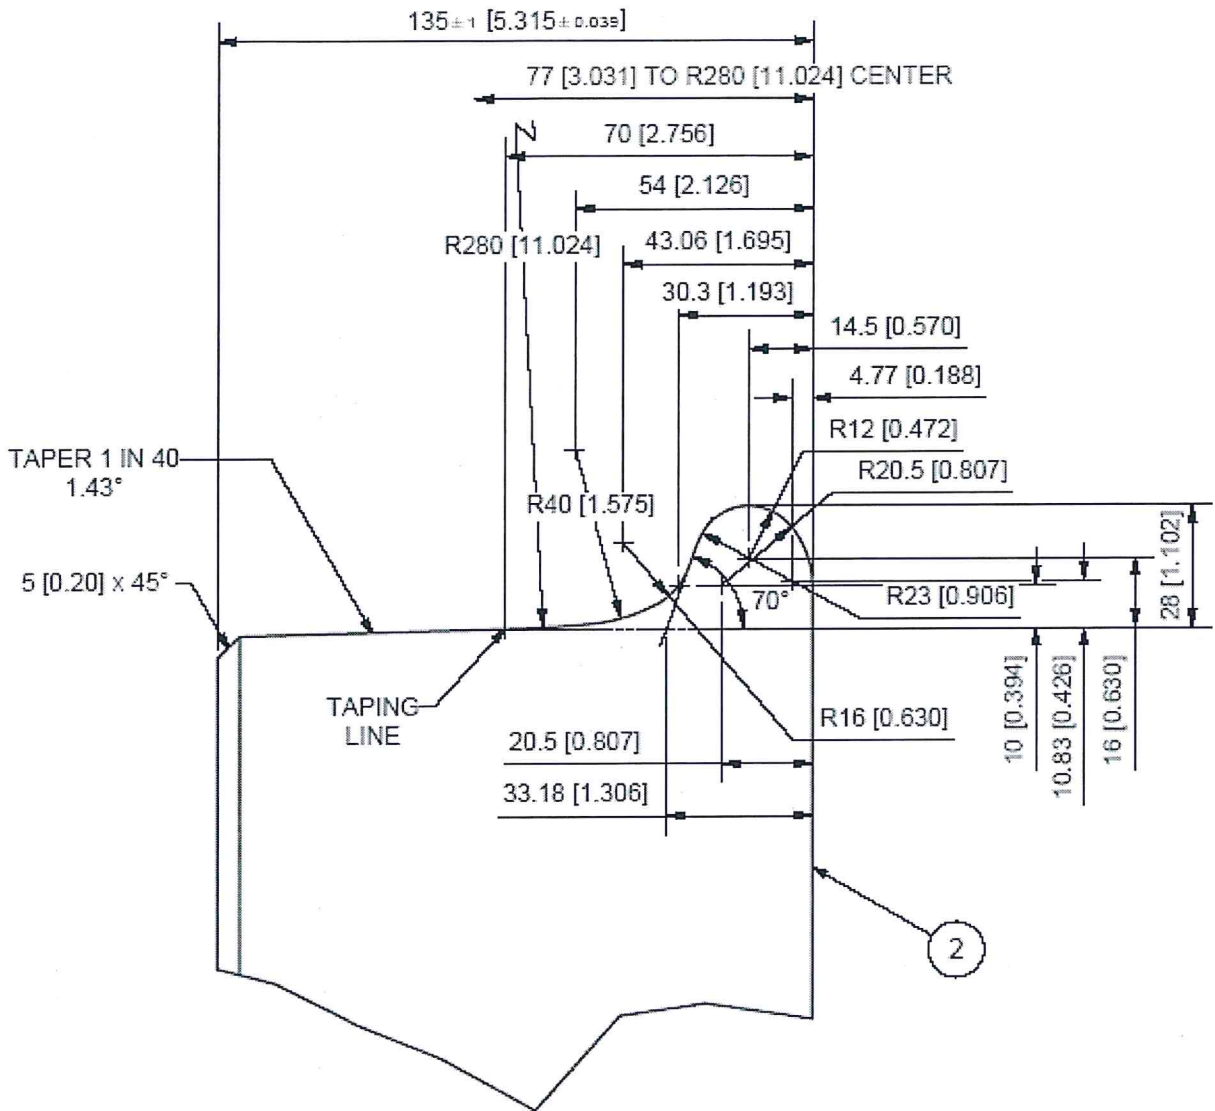 135±1 [5.315±0.039]
77 [3.031] TO R280 [11.024] CENTER
70 [2.756]
54 [2.126]
R280 [11.024]
43.06 [1.695]
30.3 [1.193]
14.5 [0.570]
4.77 [0.188]
R12 [0.472]
TAPER 1 IN 40
1.43°
R20.5 [0.807]
R40 [1.575]
28 [1.102]
5 [0.20] x 45°
70°
R23 [0.906]
10 [0.394]
10.83 [0.426]
16 [0.630]
TAPING
LINE
R16 [0.630]
20.5 [0.807]
33.18 [1.306]
2